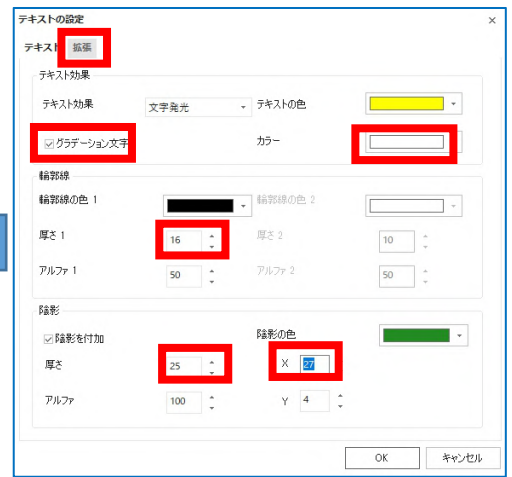 テキストの設定
テキスト 拡張
テキスト効果
テキスト効果 文字発光 テキストの色
グラデーション文字 カラー
輪郭線
輪郭線の色 1 輪郭線の色 2
厚さ 1 16 厚さ 2 10
アルファ 1 50 アルファ 2 50
陰影
陰影を付加 陰影の色
厚さ 25 X 27
アルファ 100 Y 4
OK キャンセル